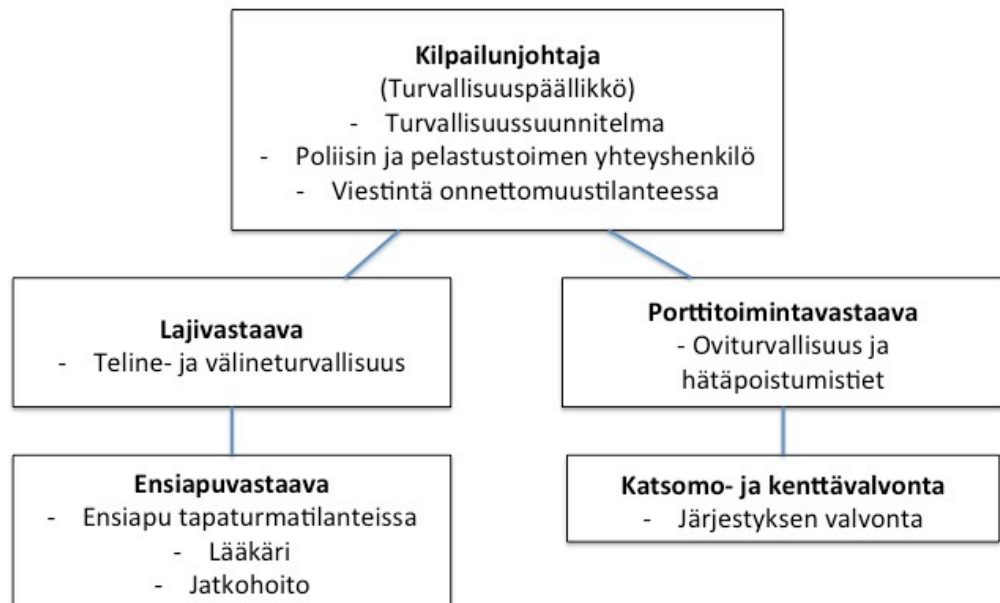 Kilpailunjohtaja
(Turvallisuuspäällikkö)
- Turvallisuussuunnitelma
- Poliisin ja pelastustoimen yhteyshenkilö
- Viestintä onnettomuustilanteessa
Lajivastaava
- Teline- ja välineturvallisuus
Porttitoimintavastaava
- Oviturvallisuus ja
hätäpoistumistiet
Ensiapuvastaava
- Ensiapu tapaturmatilanteissa
- Lääkäri
- Jatkohoito
Katsomo- ja kenttävalvonta
- Järjestyksen valvonta